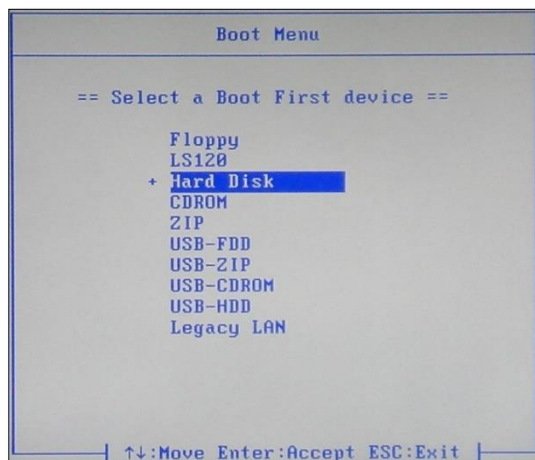 Boot Menu
== Select a Boot First device ==
Floppy
LS120
+ Hard Disk
CDROM
ZIP
USB-FDD
USB-ZIP
USB-CDROM
USB-HDD
Legacy LAN
↑↓:Move Enter:Accept ESC:Exit